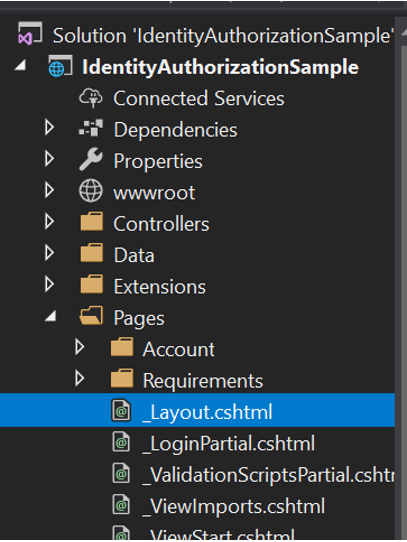 Solution 'IdentityAuthorizationSample'
IdentityAuthorizationSample
Connected Services
Dependencies
Properties
wwwroot
Controllers
Data
Extensions
Pages
Account
Requirements
_Layout.cshtml
_LoginPartial.cshtml
_ValidationScriptsPartial.cshtm
_ViewImports.cshtml
_ViewStart.cshtml